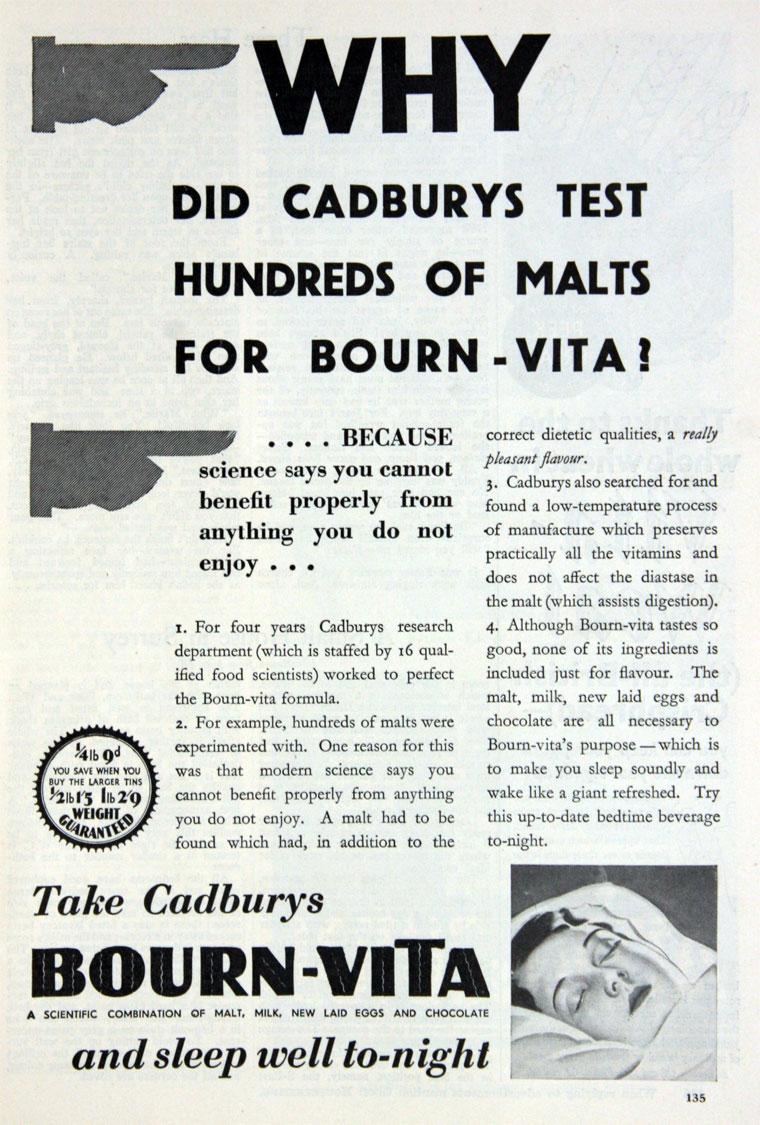 WHY
DID CADBURYS TEST
HUNDREDS OF MALTS
FOR BOURN-VITA?
.... BECAUSE
science says you cannot
benefit properly from
anything you do not
enjoy ...
1. For four years Cadburys research
department (which is staffed by 16 qual-
ified food scientists) worked to perfect
the Bourn-vita formula.
2. For example, hundreds of malts were
experimented with. One reason for this
was that modern science says you
cannot benefit properly from anything
you do not enjoy. A malt had to be
found which had, in addition to the
correct dietetic qualities, a really
pleasant flavour.
3. Cadburys also searched for and
found a low-temperature process
of manufacture which preserves
practically all the vitamins and
does not affect the diastase in
the malt (which assists digestion).
4. Although Bourn-vita tastes so
good, none of its ingredients is
included just for flavour. The
malt, milk, new laid eggs and
chocolate are all necessary to
Bourn-vita's purpose — which is
to make you sleep soundly and
wake like a giant refreshed. Try
this up-to-date bedtime beverage
to-night.
1/4 lb 9d
YOU SAVE WHEN YOU
BUY THE LARGER TINS
1/2 lb 1'5 1 lb 2'9
WEIGHT
GUARANTEED
Take Cadburys
BOURN-VITA
A SCIENTIFIC COMBINATION OF MALT, MILK, NEW LAID EGGS AND CHOCOLATE
and sleep well to-night
135